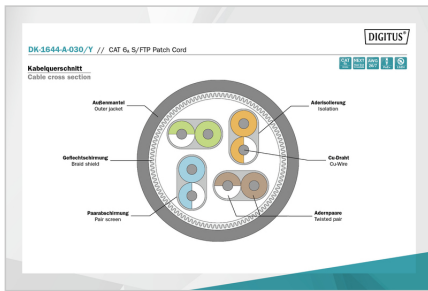 DIGITUS®
DK-1644-A-030/Y // CAT 6A S/FTP Patch Cord
Kabelquerschnitt
Cable cross section
Außenmantel
Outer jacket
Aderisolierung
Isolation
Geflechtschirmung
Braid shield
Cu-Draht
Cu-Wire
Paarabschirmung
Pair screen
Adernpaare
Twisted pair